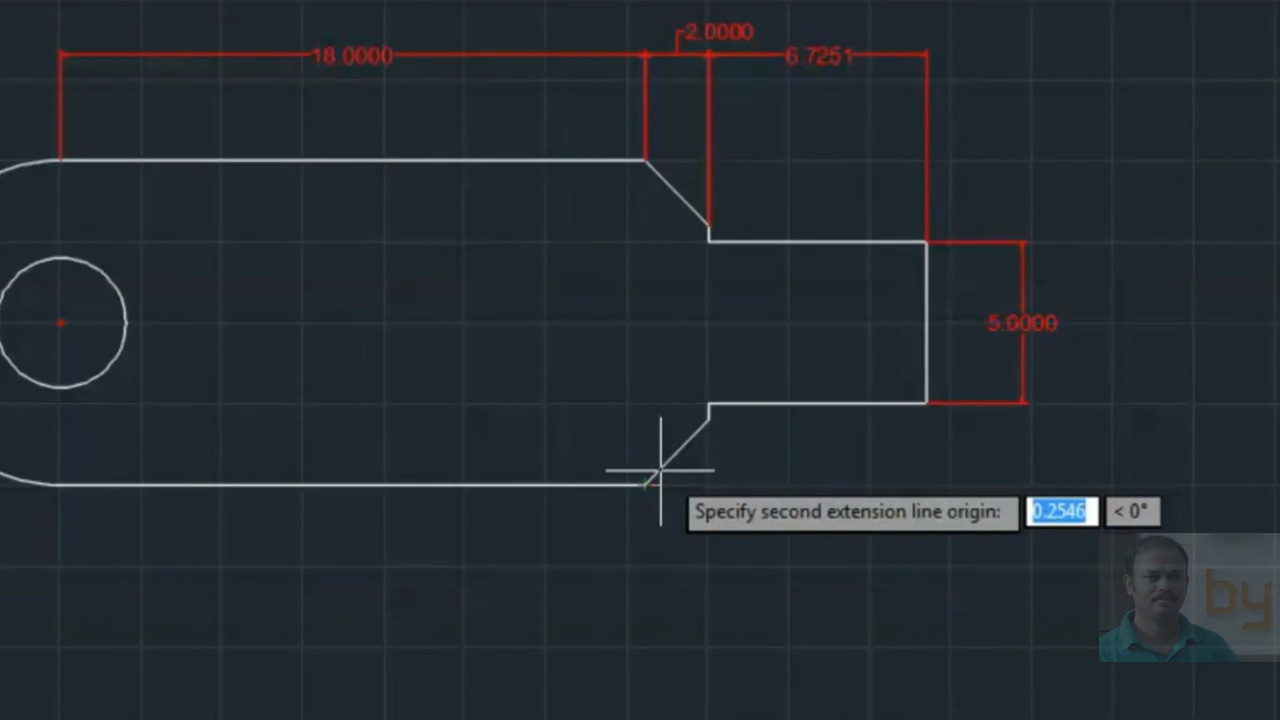 2.0000
18.0000
6.7251
5.0000
Specify second extension line origin: 0.2546 < 0°
by